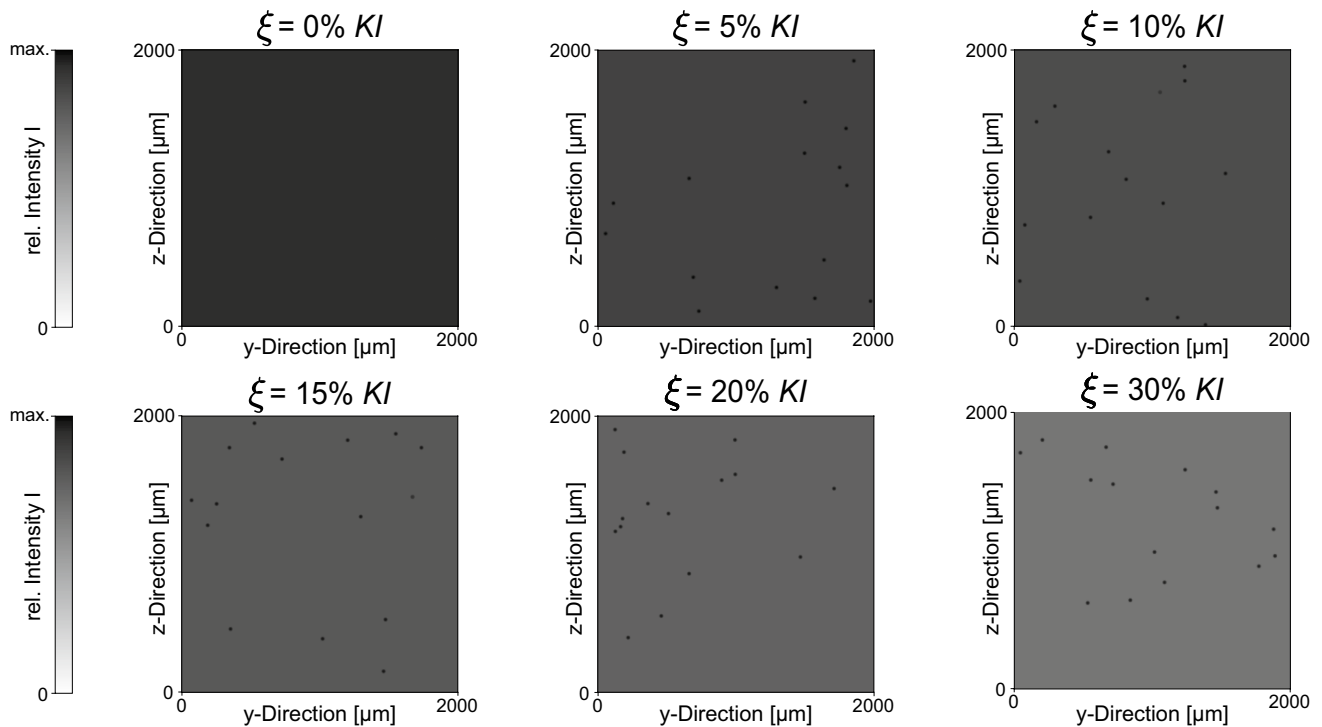 ξ = 0% KI
ξ = 5% KI
ξ = 10% KI
max.
rel. Intensity I
0
2000
z-Direction [µm]
0
0
y-Direction [µm]
2000
2000
z-Direction [µm]
0
0
y-Direction [µm]
2000
2000
z-Direction [µm]
0
0
y-Direction [µm]
2000
ξ = 15% KI
ξ = 20% KI
ξ = 30% KI
max.
rel. Intensity I
0
2000
z-Direction [µm]
0
0
y-Direction [µm]
2000
2000
z-Direction [µm]
0
0
y-Direction [µm]
2000
2000
z-Direction [µm]
0
0
y-Direction [µm]
2000